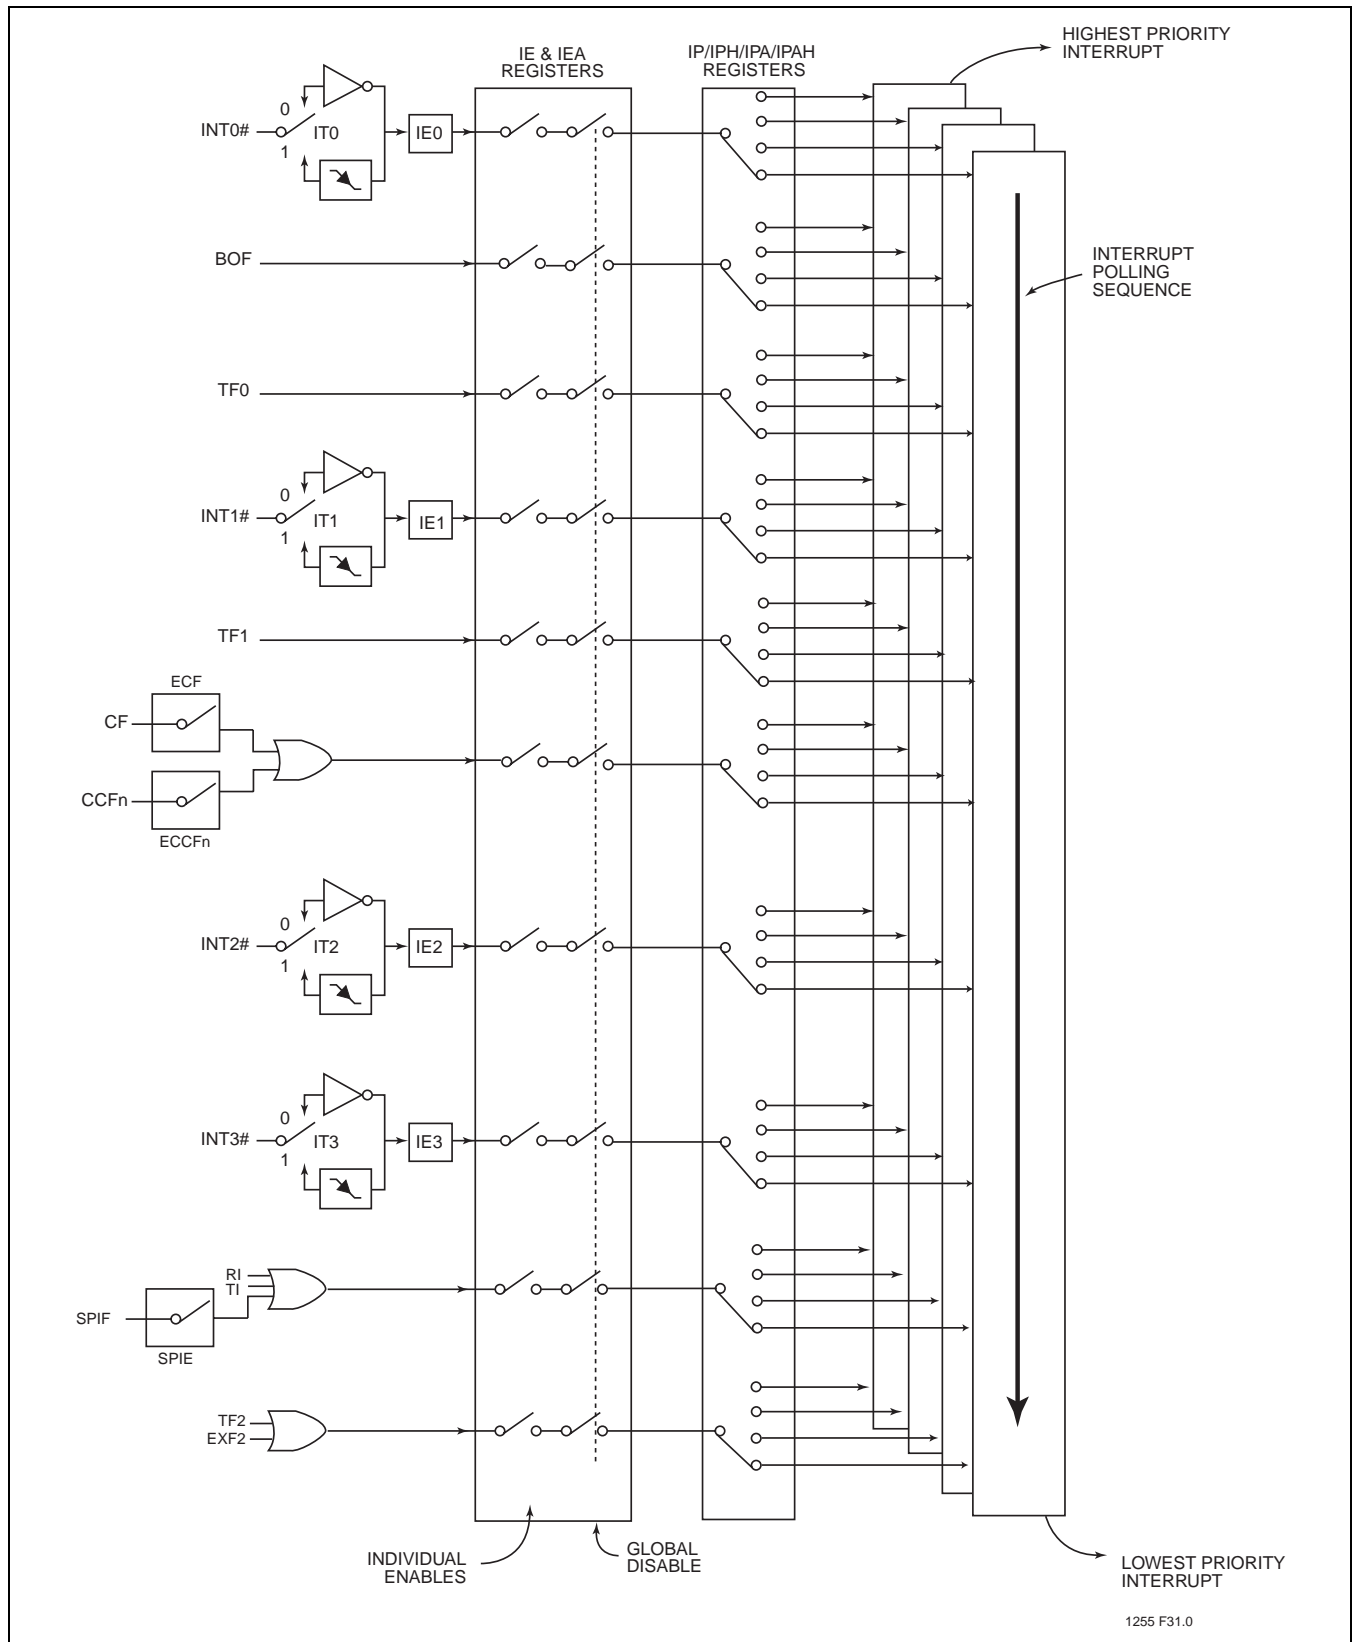 HIGHEST PRIORITY
INTERRUPT
IE & IEA
REGISTERS
IP/IPH/IPA/IPAH
REGISTERS
0
INT0#
IT0
IE0
1
BOF
INTERRUPT
POLLING
SEQUENCE
TF0
0
INT1#
IT1
IE1
1
TF1
ECF
CF
CCFn
ECCFn
0
INT2#
IT2
IE2
1
0
INT3#
IT3
IE3
1
RI
TI
SPIF
SPIE
TF2
EXF2
INDIVIDUAL
ENABLES
GLOBAL
DISABLE
LOWEST PRIORITY
INTERRUPT
1255 F31.0